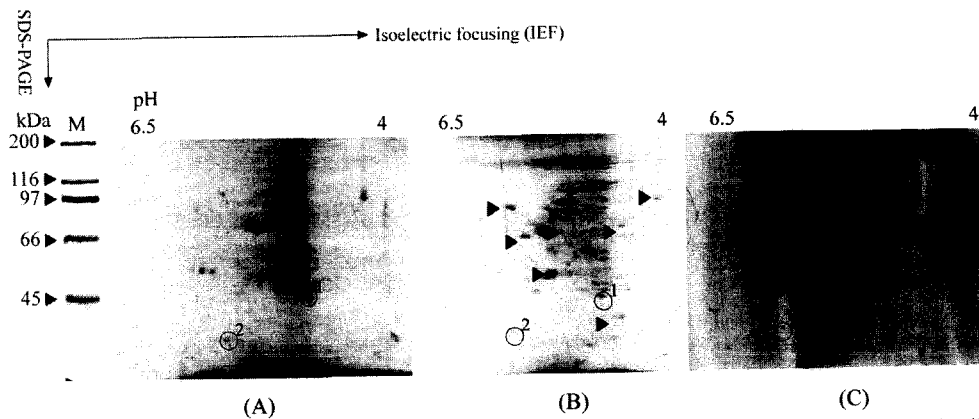 SDS-PAGE
Isoelectric focusing (IEF)
kDa M
200
116
97
66
45
pH
6.5 4
1
2
(A)
6.5 4
1
2
(B)
6.5 4
(C)